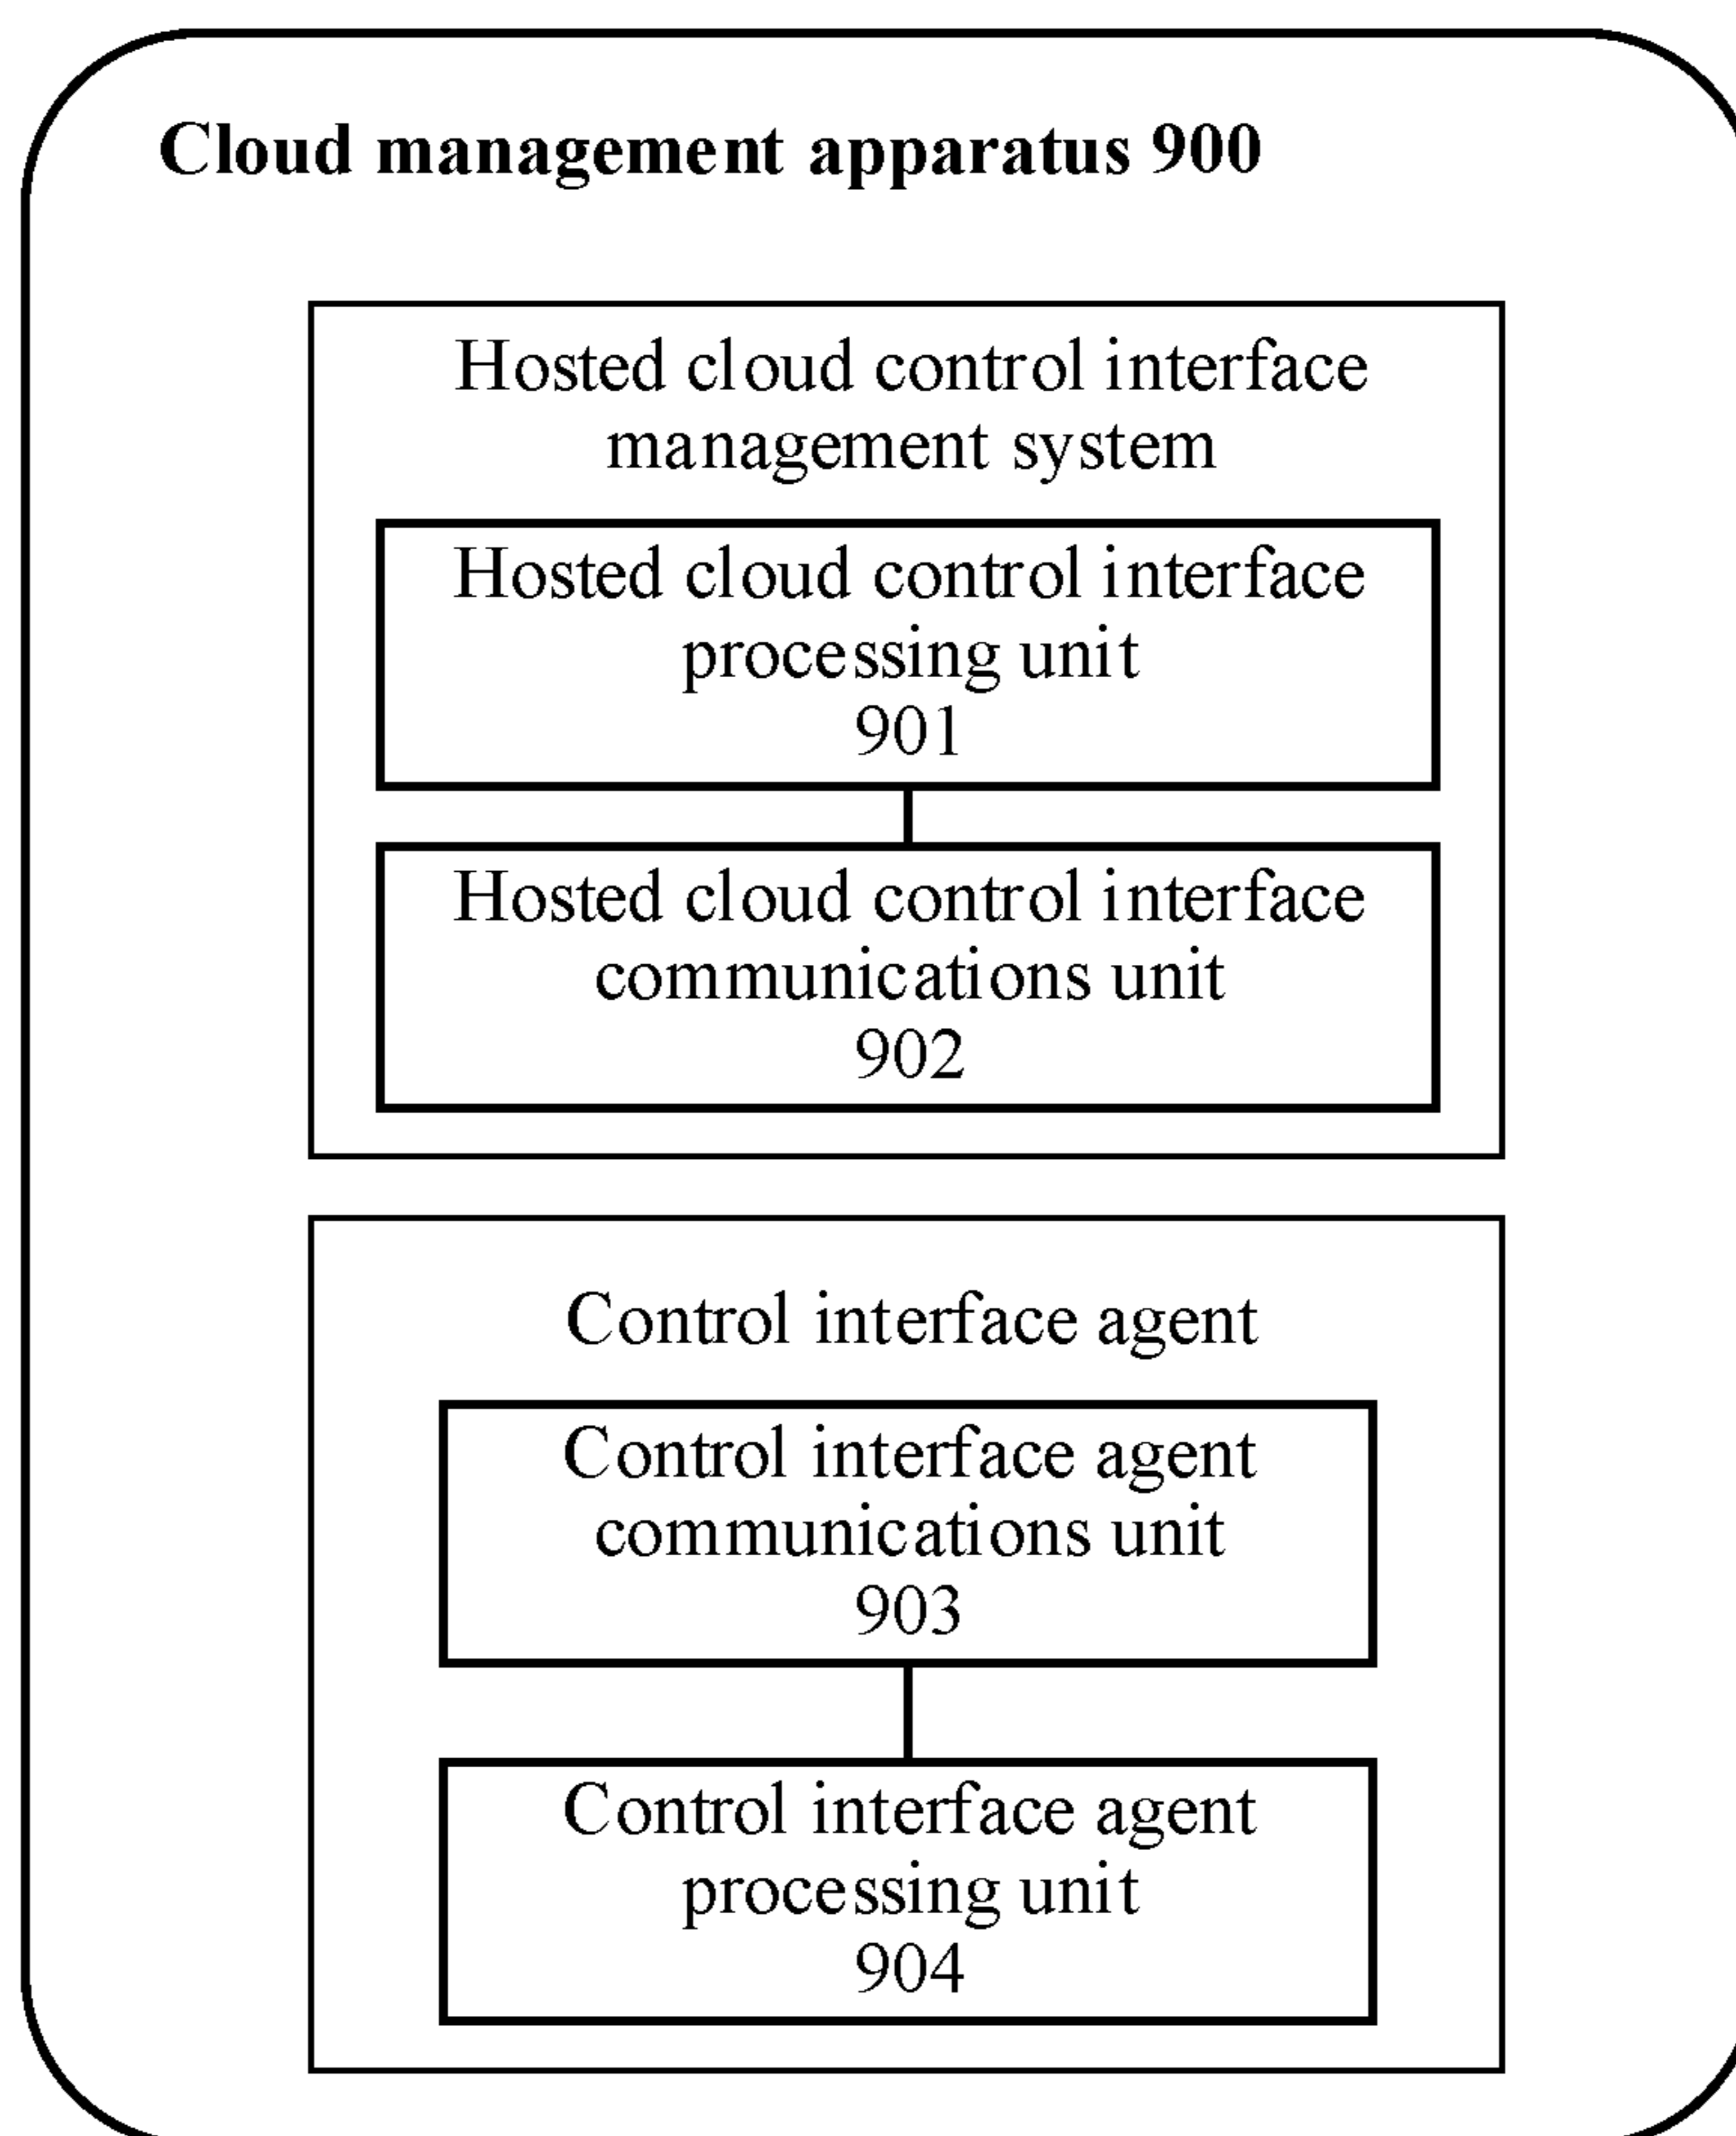 Cloud management apparatus 900
Hosted cloud control interface
management system
Hosted cloud control interface
processing unit
901
Hosted cloud control interface
communications unit
902
Control interface agent
Control interface agent
communications unit
903
Control interface agent
processing unit
904